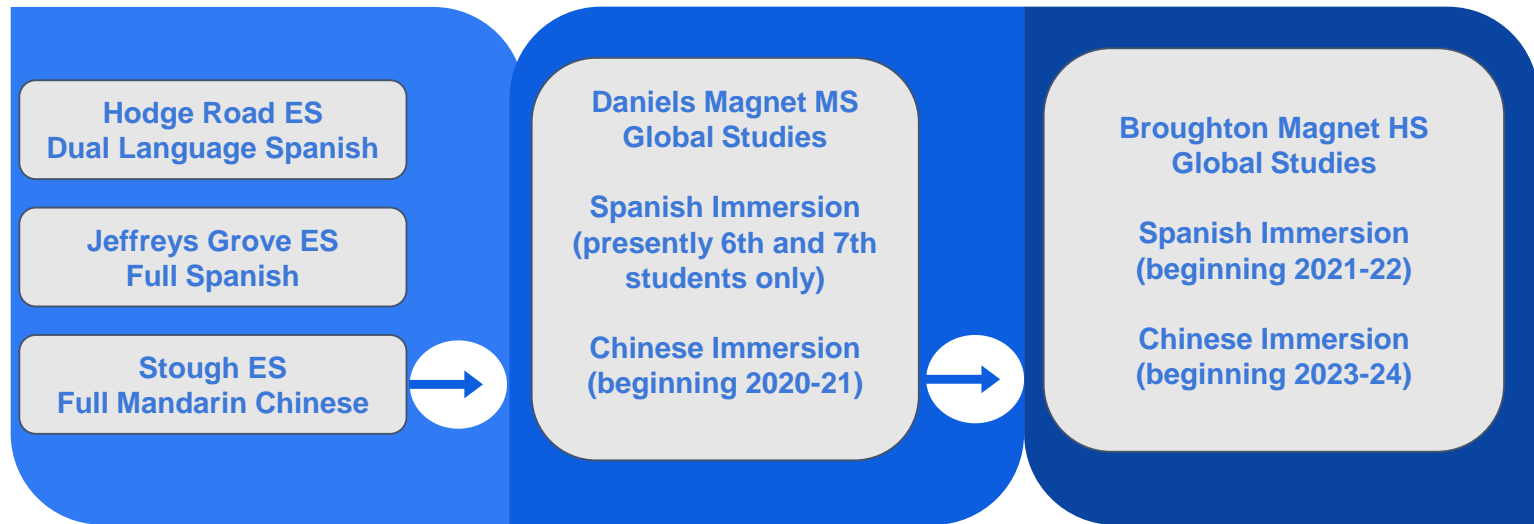 Hodge Road ES
Dual Language Spanish
Jeffreys Grove ES
Full Spanish
Stough ES
Full Mandarin Chinese
Daniels Magnet MS
Global Studies
Spanish Immersion
(presently 6th and 7th
students only)
Chinese Immersion
(beginning 2020-21)
Broughton Magnet HS
Global Studies
Spanish Immersion
(beginning 2021-22)
Chinese Immersion
(beginning 2023-24)